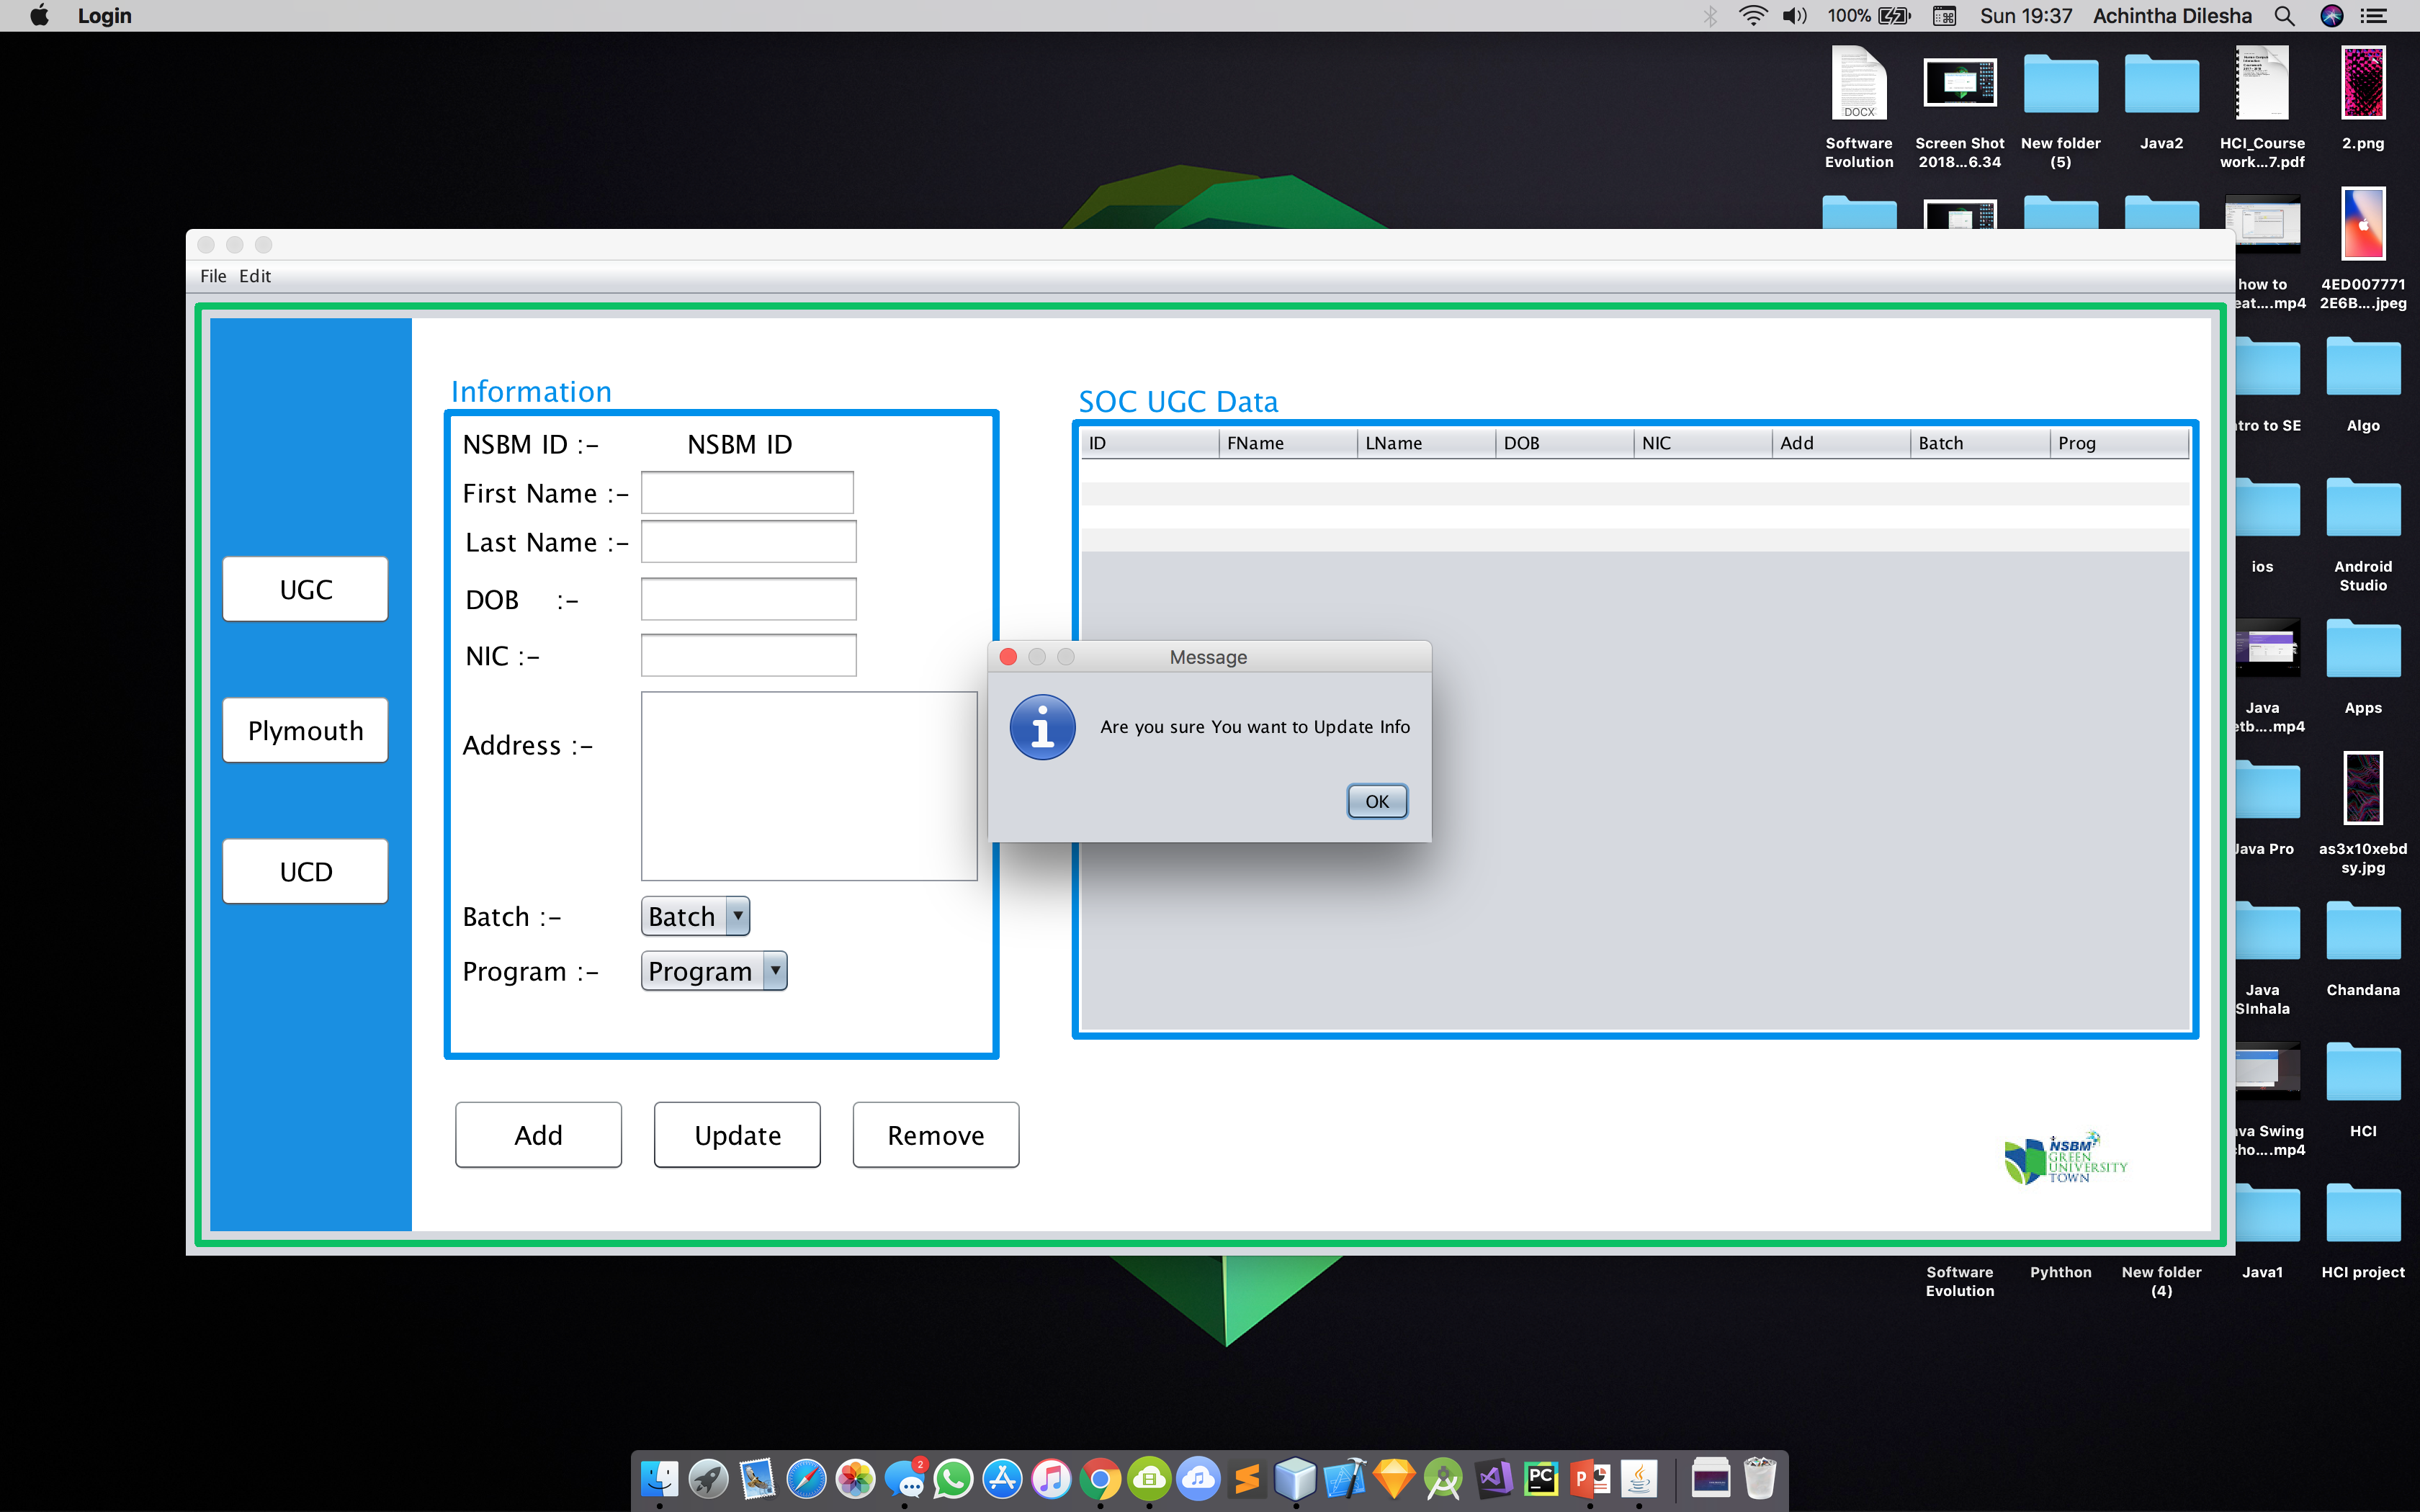 Login
100%
Sun 19:37
Achintha Dilesha
DOCX
Software
Evolution
Screen Shot
2018...6.34
New folder
(5)
Java2
HCI_Course
work...7.pdf
2.png
how to
eat....mp4
4ED007771
2E6B....jpeg
tro to SE
Algo
ios
Android
Studio
Java
etb....mp4
Apps
Java Pro
as3x10xebd
sy.jpg
Java
SInhala
Chandana
va Swing
ho....mp4
HCI
Software
Evolution
Pyhthon
New folder
(4)
Java1
HCI project
File Edit
UGC
Plymouth
UCD
Information
NSBM ID :- NSBM ID
First Name :-
Last Name :-
DOB :-
NIC :-
Address :-
Batch :- Batch
Program :- Program
Add
Update
Remove
SOC UGC Data
ID FName LName DOB NIC Add Batch Prog
Message
Are you sure You want to Update Info
OK
NSBM
GREEN
UNIVERSITY
TOWN
2
PC
P